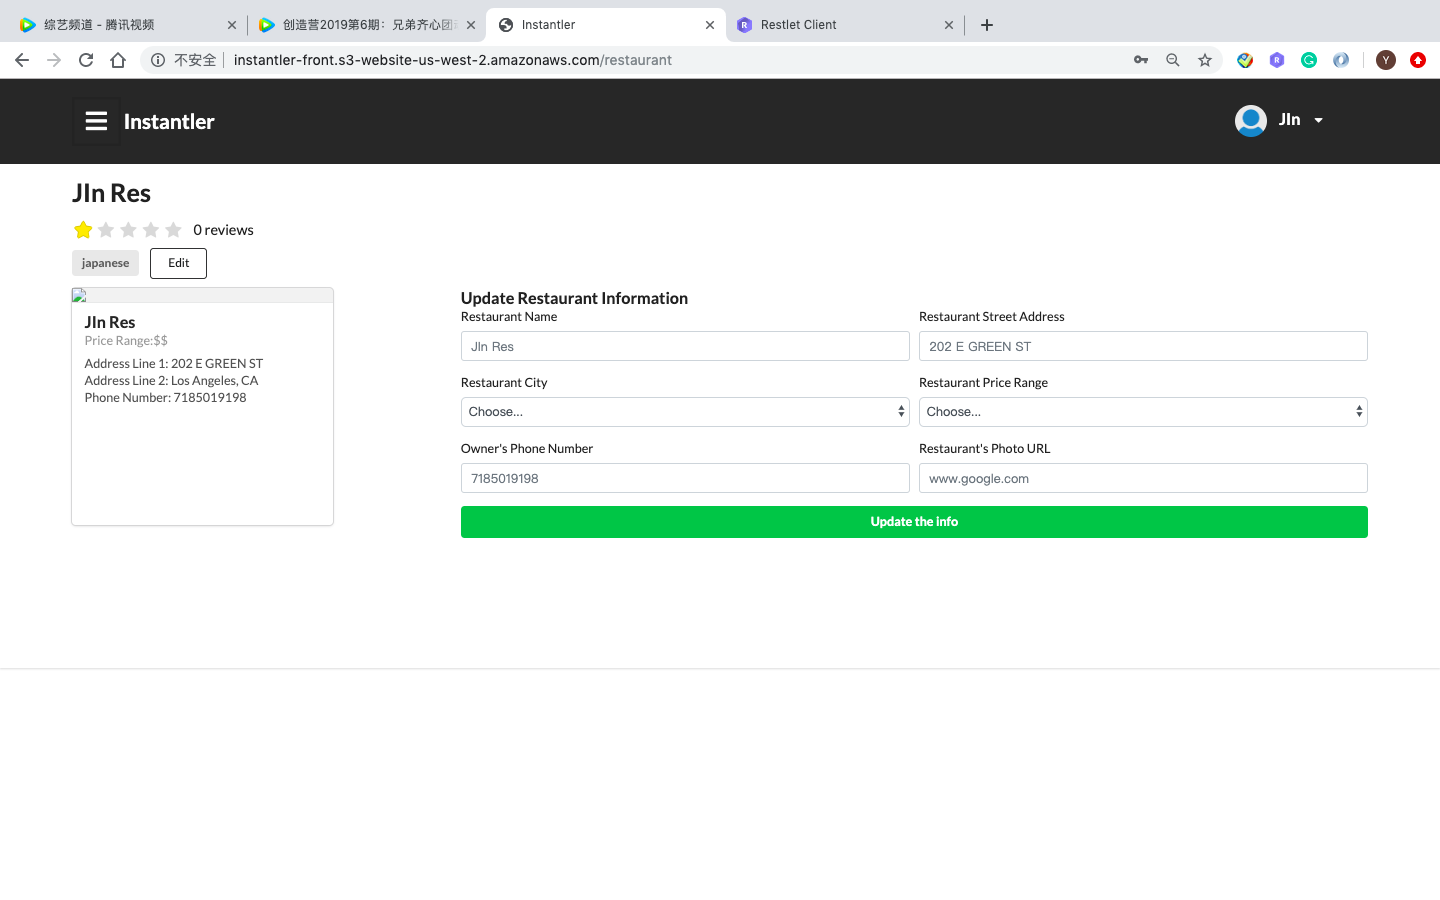 综艺频道 - 腾讯视频
创造营2019第6期：兄弟齐心团
Instantler
Restlet Client
不安全
instantler-front.s3-website-us-west-2.amazonaws.com/restaurant
Y
Instantler
JIn
JIn Res
0 reviews
japanese
Edit
JIn Res
Price Range:$$
Address Line 1: 202 E GREEN ST
Address Line 2: Los Angeles, CA
Phone Number: 7185019198
Update Restaurant Information
Restaurant Name
Restaurant Street Address
JIn Res
202 E GREEN ST
Restaurant City
Restaurant Price Range
Choose...
Choose...
Owner's Phone Number
Restaurant's Photo URL
7185019198
www.google.com
Update the info